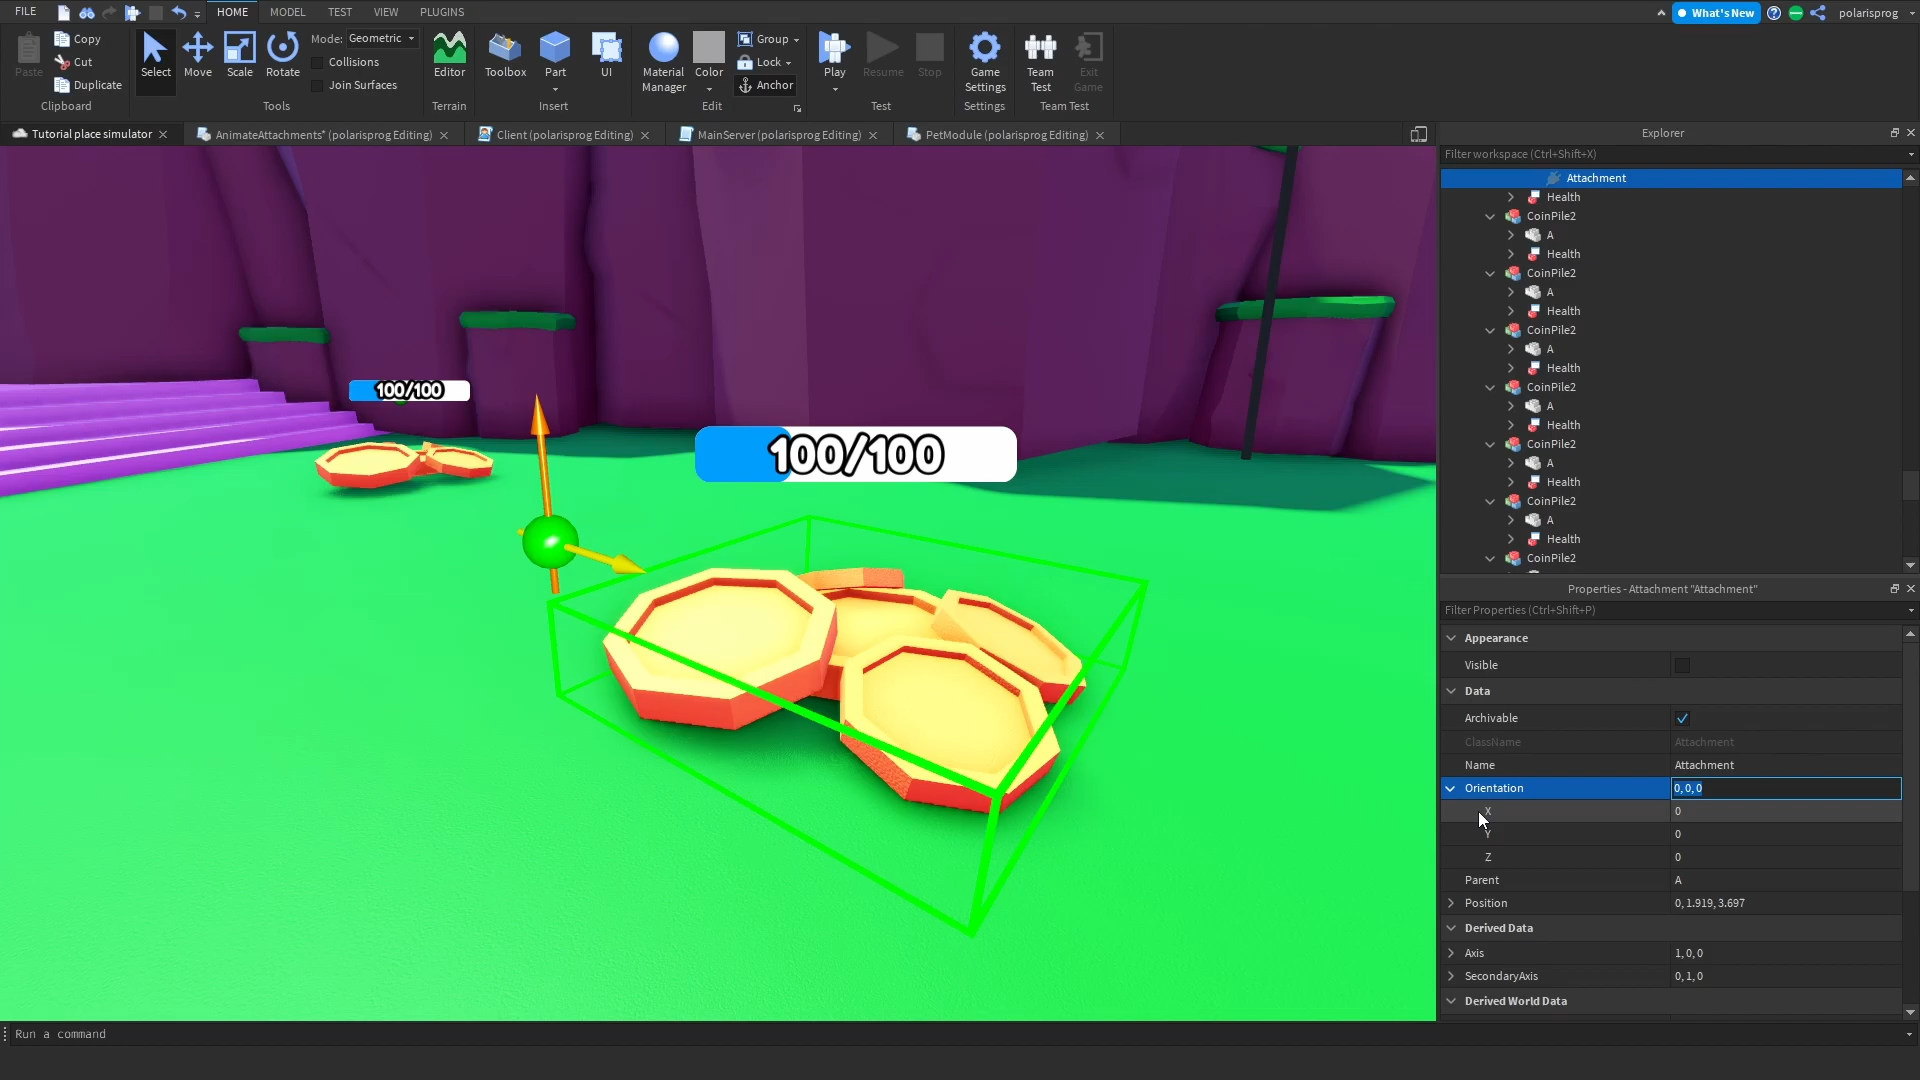 FILE
HOME
MODEL
TEST
VIEW
PLUGINS
What's New
polarisprog
Paste
Copy
Cut
Duplicate
Clipboard
Select
Move
Scale
Rotate
Mode: Geometric
Collisions
Join Surfaces
Tools
Editor
Terrain
Toolbox
Part
UI
Insert
Material
Manager
Color
Group
Lock
Anchor
Edit
Play
Resume
Stop
Test
Game
Settings
Settings
Team
Test
Exit
Game
Team Test
Tutorial place simulator
AnimateAttachments* (polarisprog Editing)
Client (polarisprog Editing)
MainServer (polarisprog Editing)
PetModule (polarisprog Editing)
100/100
100/100
Explorer
Filter workspace (Ctrl+Shift+X)
Attachment
Health
CoinPile2
A
Health
CoinPile2
A
Health
CoinPile2
A
Health
CoinPile2
A
Health
CoinPile2
A
Health
CoinPile2
A
Health
CoinPile2
Properties - Attachment "Attachment"
Filter Properties (Ctrl+Shift+P)
Appearance
Visible
Data
Archivable
ClassName Attachment
Name Attachment
Orientation 0, 0, 0
X 0
Y 0
Z 0
Parent A
Position 0, 1.919, 3.697
Derived Data
Axis 1, 0, 0
SecondaryAxis 0, 1, 0
Derived World Data
Run a command